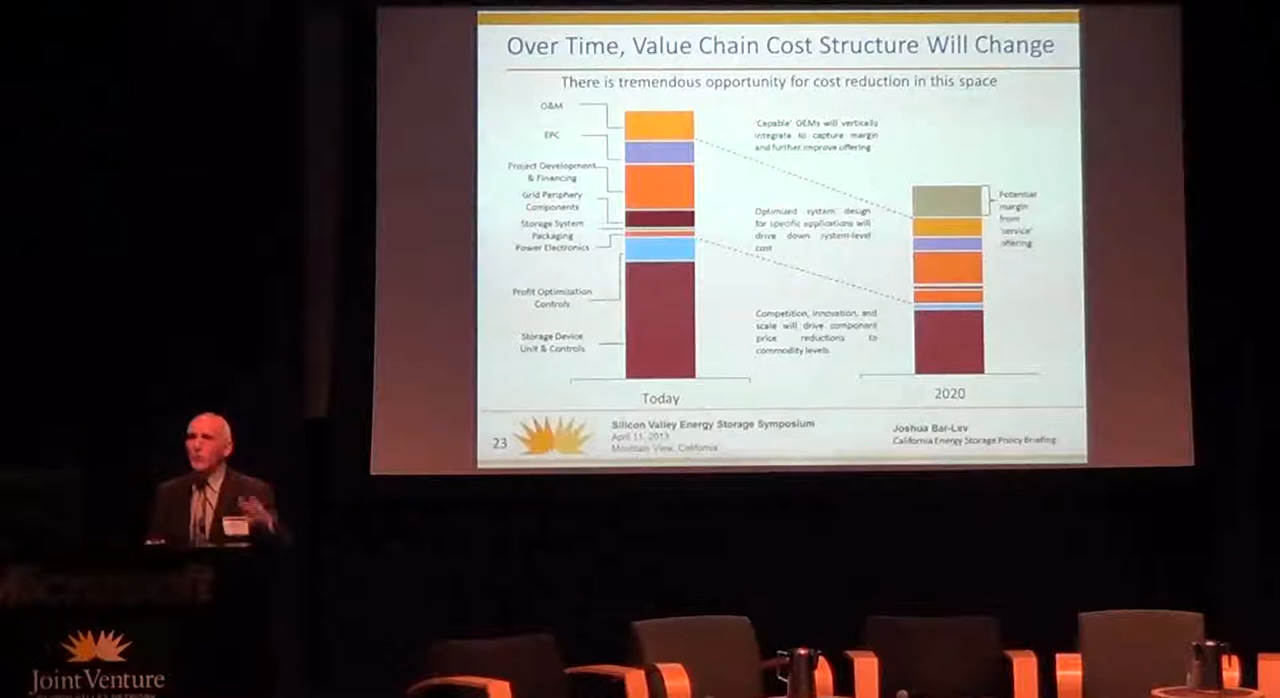 Over Time, Value Chain Cost Structure Will Change
There is tremendous opportunity for cost reduction in this space
O&M
EPC
Project Development
& Financing
Grid Periphery
Components
Storage System
Packaging
Power Electronics
Profit Optimization
Controls
Storage Device
Unit & Controls
'Capable' OEMs will vertically
integrate to capture margin
and further improve offering
Optimized system design
for specific applications will
drive down system-level
cost
Competition, innovation, and
scale will drive component
price reductions to
commodity levels
Potential
margin
from
'service'
offering
Today
2020
23
Silicon Valley Energy Storage Symposium
April 11, 2013
Mountain View, California
Joshua Bar-Lev
California Energy Storage Policy Briefing
Microsoft
Joint Venture
SILICON VALLEY NETWORK